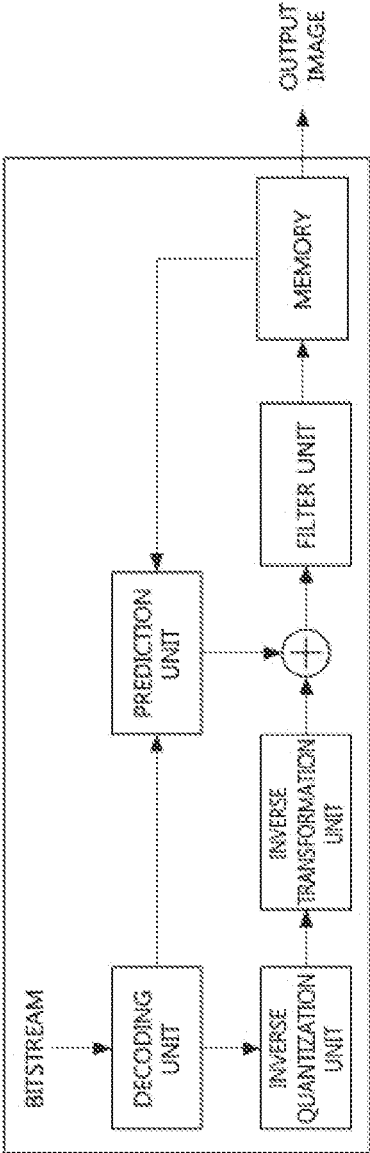 BITSTREAM
DECODING
UNIT
PREDICTION
UNIT
INVERSE
QUANTIZATION
UNIT
INVERSE
TRANSFORMATION
UNIT
FILTER UNIT
MEMORY
OUTPUT
IMAGE